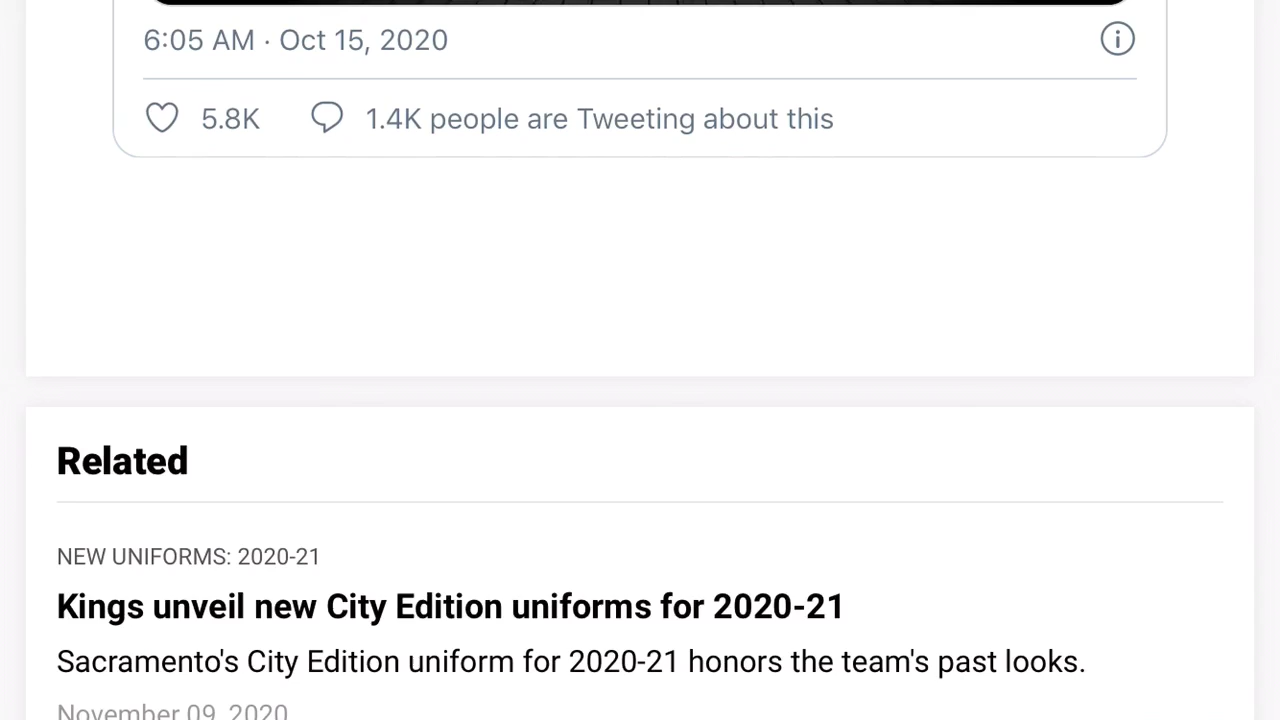 6:05 AM · Oct 15, 2020
5.8K 1.4K people are Tweeting about this
Related
NEW UNIFORMS: 2020-21
Kings unveil new City Edition uniforms for 2020-21
Sacramento's City Edition uniform for 2020-21 honors the team's past looks.
November 09, 2020